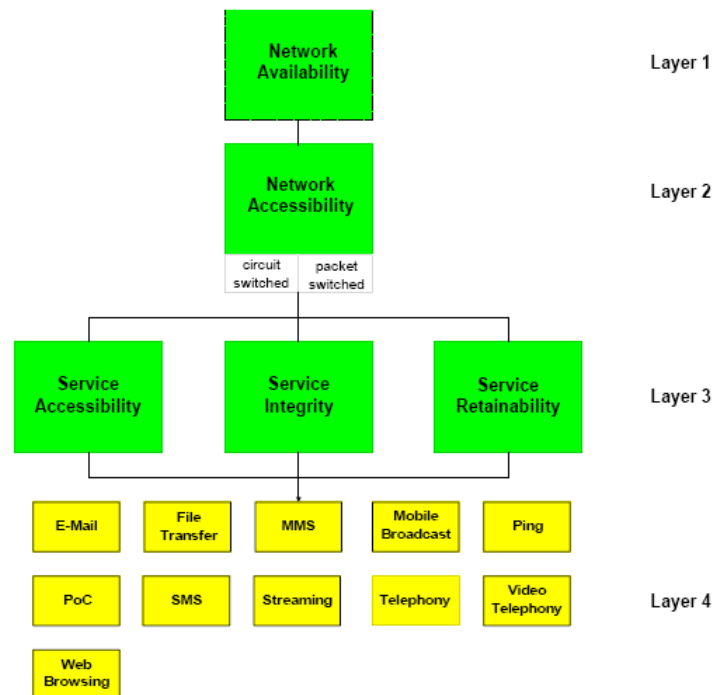 Network
Availability
Layer 1
Network
Accessibility
Layer 2
circuit
switched
packet
switched
Service
Accessibility
Service
Integrity
Service
Retainability
Layer 3
E-Mail
File
Transfer
MMS
Mobile
Broadcast
Ping
PoC
SMS
Streaming
Telephony
Video
Telephony
Layer 4
Web
Browsing